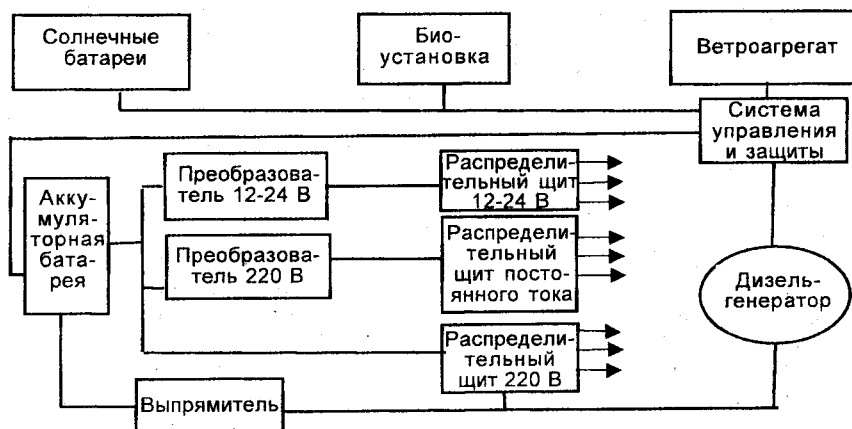 Солнечные
батареи
Био-
установка
Ветроагрегат
Система
управления
и защиты
Акку-
муля-
торная
бата-
рея
Преобразова-
тель 12-24 В
Распредели-
тельный щит
12-24 В
Преобразова-
тель 220 В
Распредели-
тельный
щит посто-
янного тока
Дизель-
генератор
Распредели-
тельный
щит 220 В
Выпрямитель